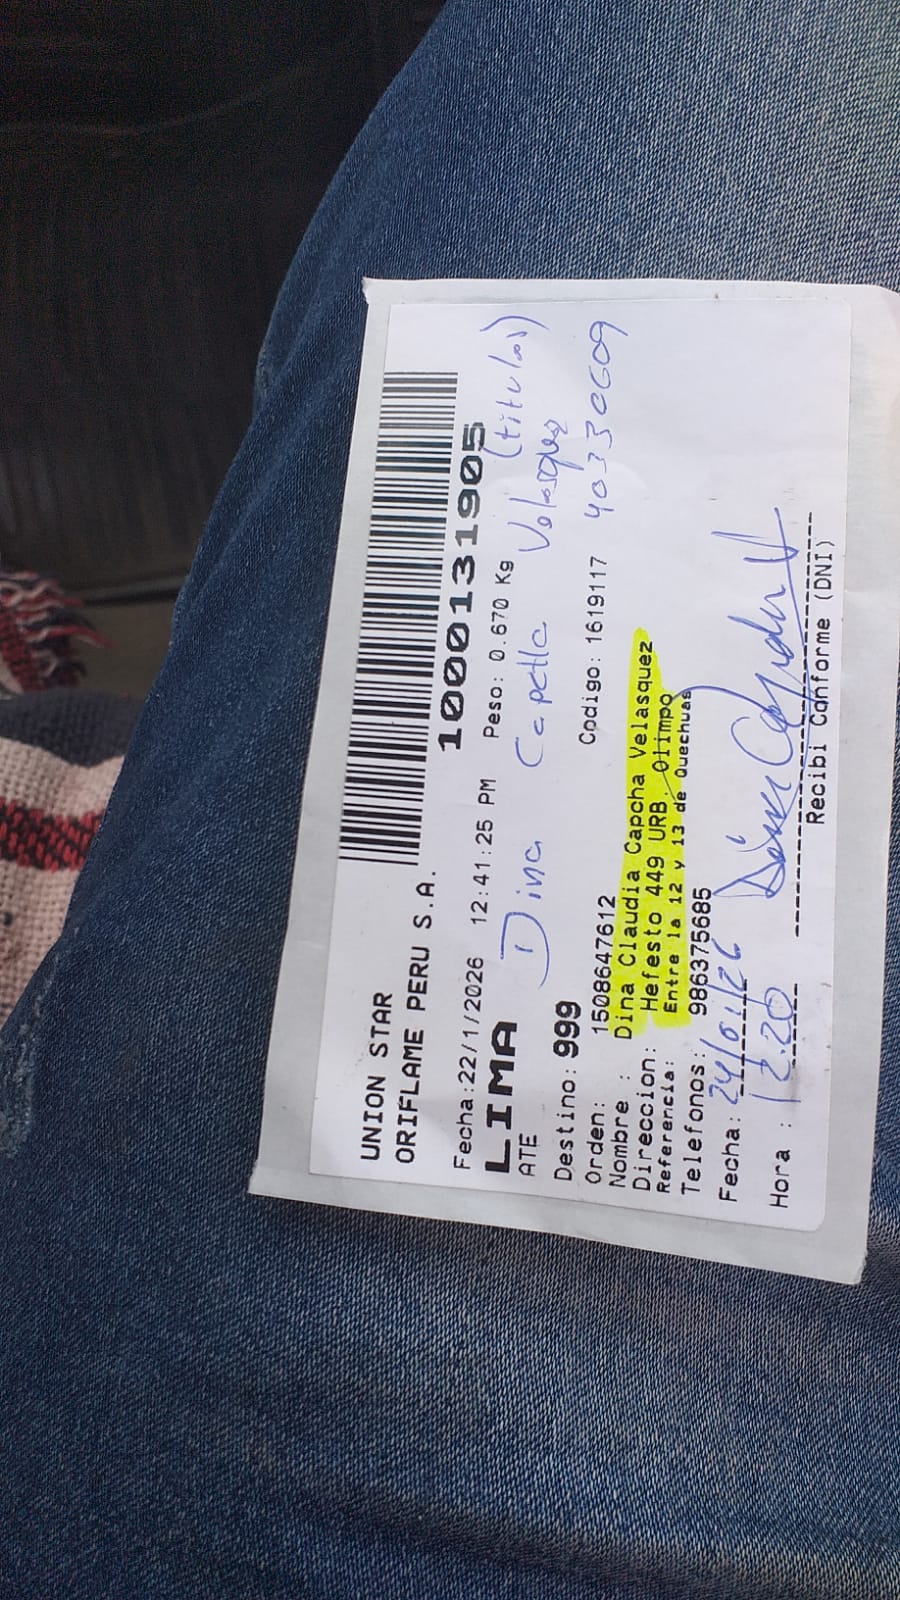 UNION STAR
ORIFLAME PERU S.A.
1000131905
Fecha:22/1/2026 12:41:25 PM Peso: 0.670 Kg
LIMA
ATE
Dina Capcha Velasquez (titular)
Destino: 999
Orden: 1508647612 Codigo: 1619117
Nombre : Dina Claudia Capcha Velasquez
Direccion: Hefesto 449 URB. Olimpo
Referencia: Entre la 12 y 13 de Quechuas
Telefonos: 986375685
Fecha: 24/01/26
Hora : 12:20
Recibi Conforme (DNI)